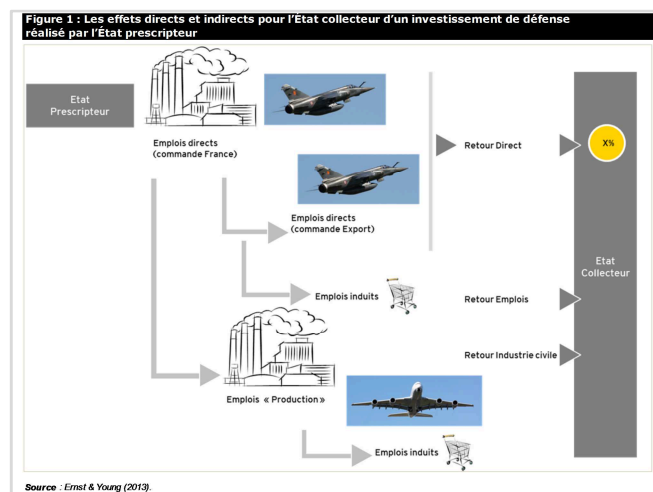 Figure 1 : Les effets directs et indirects pour l'État collecteur d'un investissement de défense
réalisé par l'État prescripteur
Etat
Prescripteur
Emplois directs
(commande France)
Retour Direct
X%
Emplois directs
(commande Export)
Etat
Collecteur
Emplois induits
Retour Emplois
Retour Industrie civile
Emplois « Production »
Emplois induits
Source : Ernst & Young (2013).